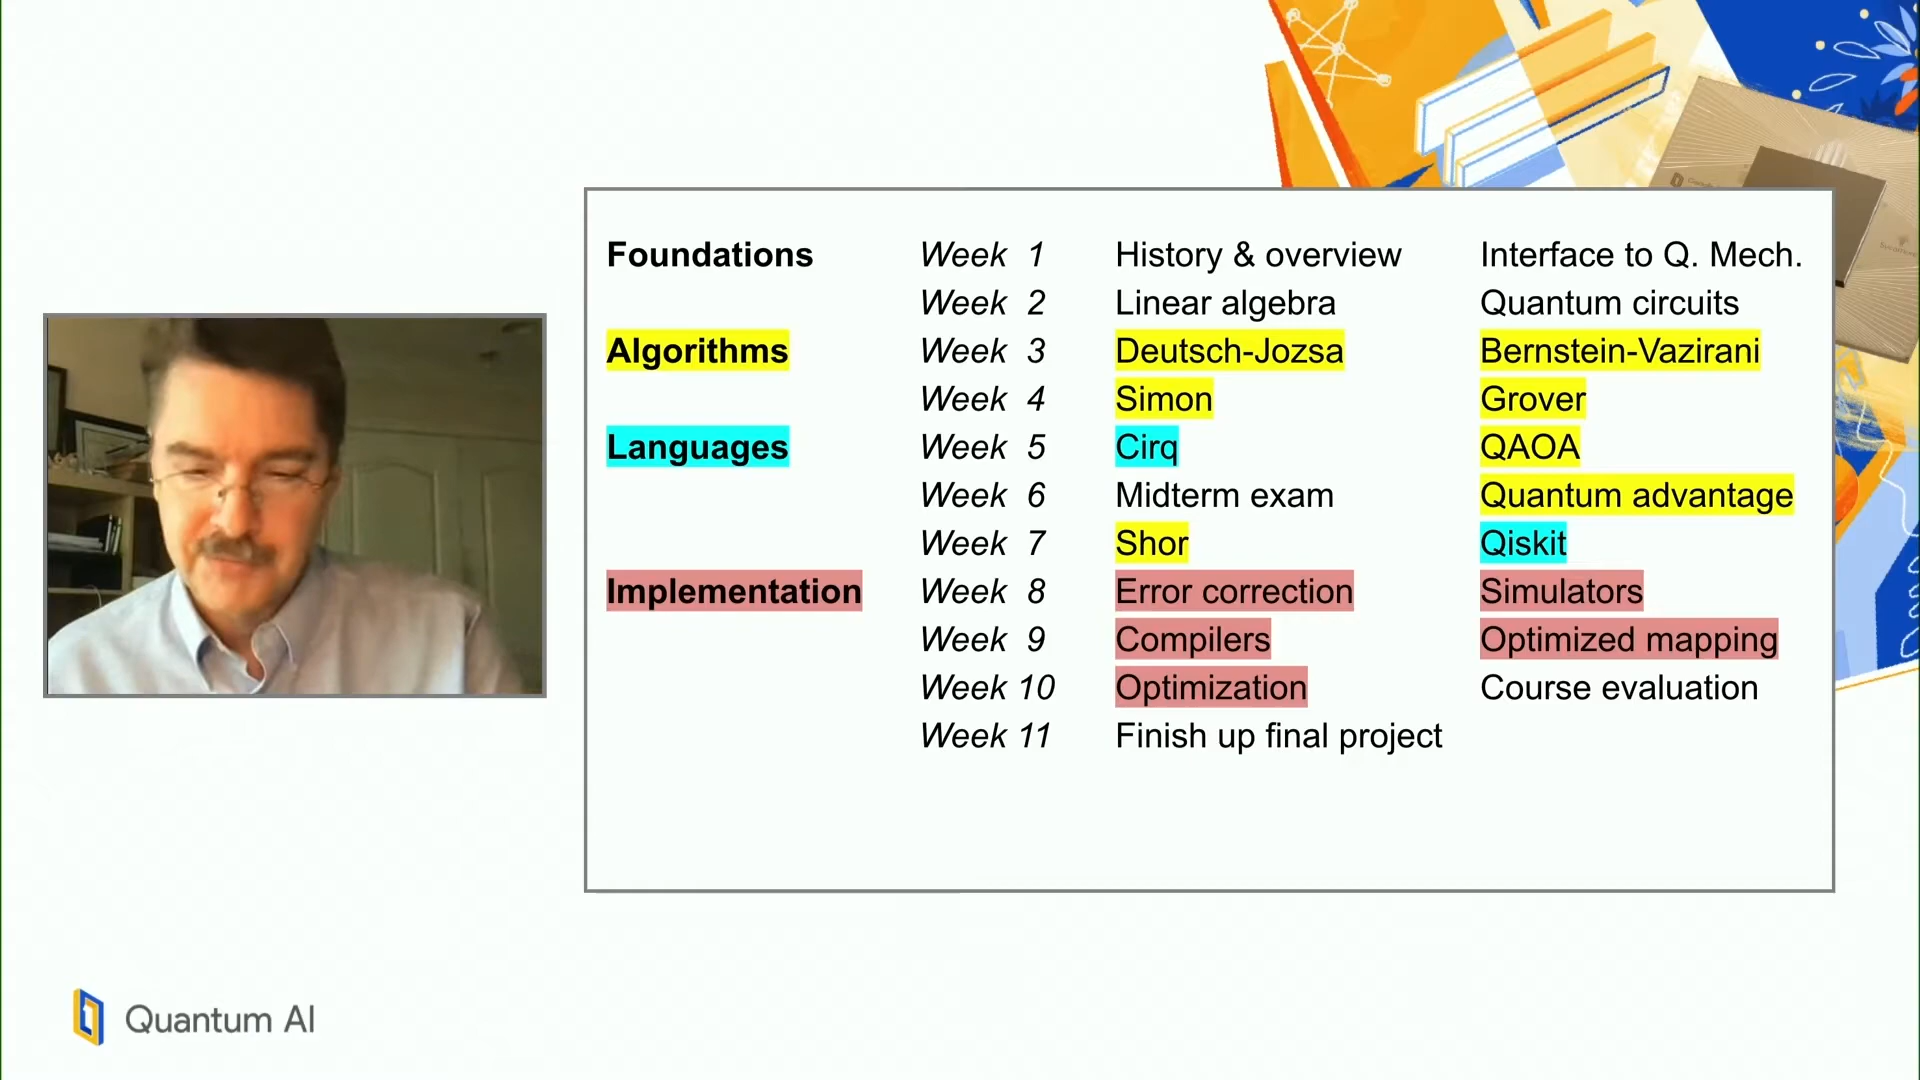 Foundations Week 1 History & overview Interface to Q. Mech.
Week 2 Linear algebra Quantum circuits
Algorithms Week 3 Deutsch-Jozsa Bernstein-Vazirani
Week 4 Simon Grover
Languages Week 5 Cirq QAOA
Week 6 Midterm exam Quantum advantage
Week 7 Shor Qiskit
Implementation Week 8 Error correction Simulators
Week 9 Compilers Optimized mapping
Week 10 Optimization Course evaluation
Week 11 Finish up final project
Quantum AI